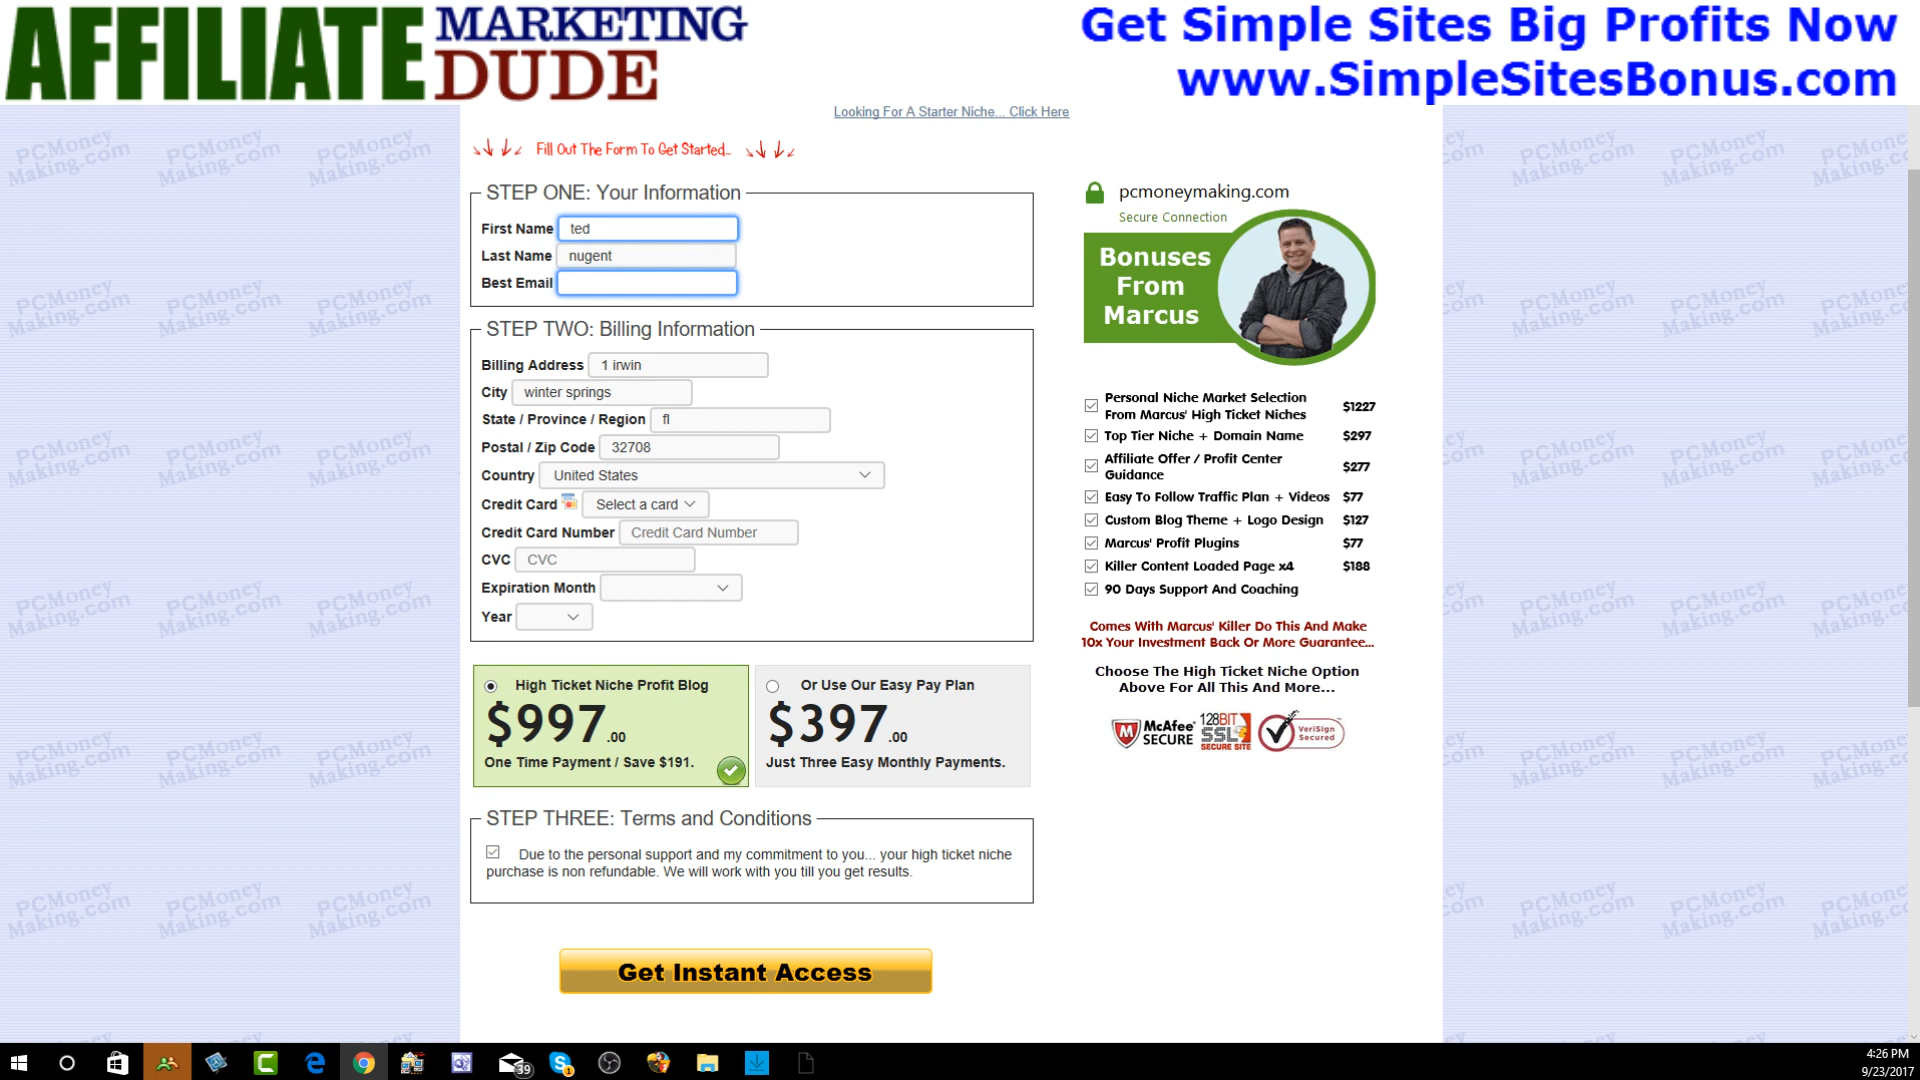 AFFILIATE MARKETING DUDE
Get Simple Sites Big Profits Now
www.SimpleSitesBonus.com
Looking For A Starter Niche... Click Here
Fill Out The Form To Get Started...
STEP ONE: Your Information
First Name ted
Last Name nugent
Best Email
STEP TWO: Billing Information
Billing Address 1 irwin
City winter springs
State / Province / Region fl
Postal / Zip Code 32708
Country United States
Credit Card Select a card
Credit Card Number Credit Card Number
CVC CVC
Expiration Month
Year
High Ticket Niche Profit Blog
$997.00
One Time Payment / Save $191.
Or Use Our Easy Pay Plan
$397.00
Just Three Easy Monthly Payments.
STEP THREE: Terms and Conditions
Due to the personal support and my commitment to you... your high ticket niche
purchase is non refundable. We will work with you till you get results.
Get Instant Access
pcmoneymaking.com
Secure Connection
Bonuses
From
Marcus
Personal Niche Market Selection
From Marcus' High Ticket Niches $1227
Top Tier Niche + Domain Name $297
Affiliate Offer / Profit Center
Guidance $277
Easy To Follow Traffic Plan + Videos $77
Custom Blog Theme + Logo Design $127
Marcus' Profit Plugins $77
Killer Content Loaded Page x4 $188
90 Days Support And Coaching
Comes With Marcus' Killer Do This And Make
10x Your Investment Back Or More Guarantee...
Choose The High Ticket Niche Option
Above For All This And More...
McAfee
SECURE
128BIT
SSL
SECURE SITE
VeriSign
Secured
PCMoney
Making.com
39
1
4:26 PM
9/23/2017